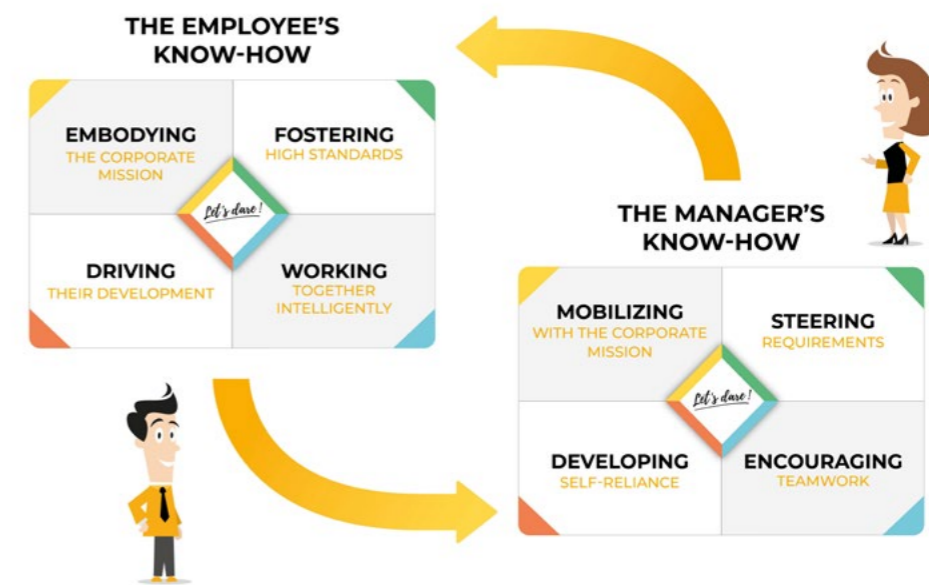 THE EMPLOYEE'S
KNOW-HOW
EMBODYING
THE CORPORATE
MISSION
FOSTERING
HIGH STANDARDS
Let's dare !
DRIVING
THEIR DEVELOPMENT
WORKING
TOGETHER
INTELLIGENTLY
THE MANAGER'S
KNOW-HOW
MOBILIZING
WITH THE CORPORATE
MISSION
STEERING
REQUIREMENTS
Let's dare !
DEVELOPING
SELF-RELIANCE
ENCOURAGING
TEAMWORK